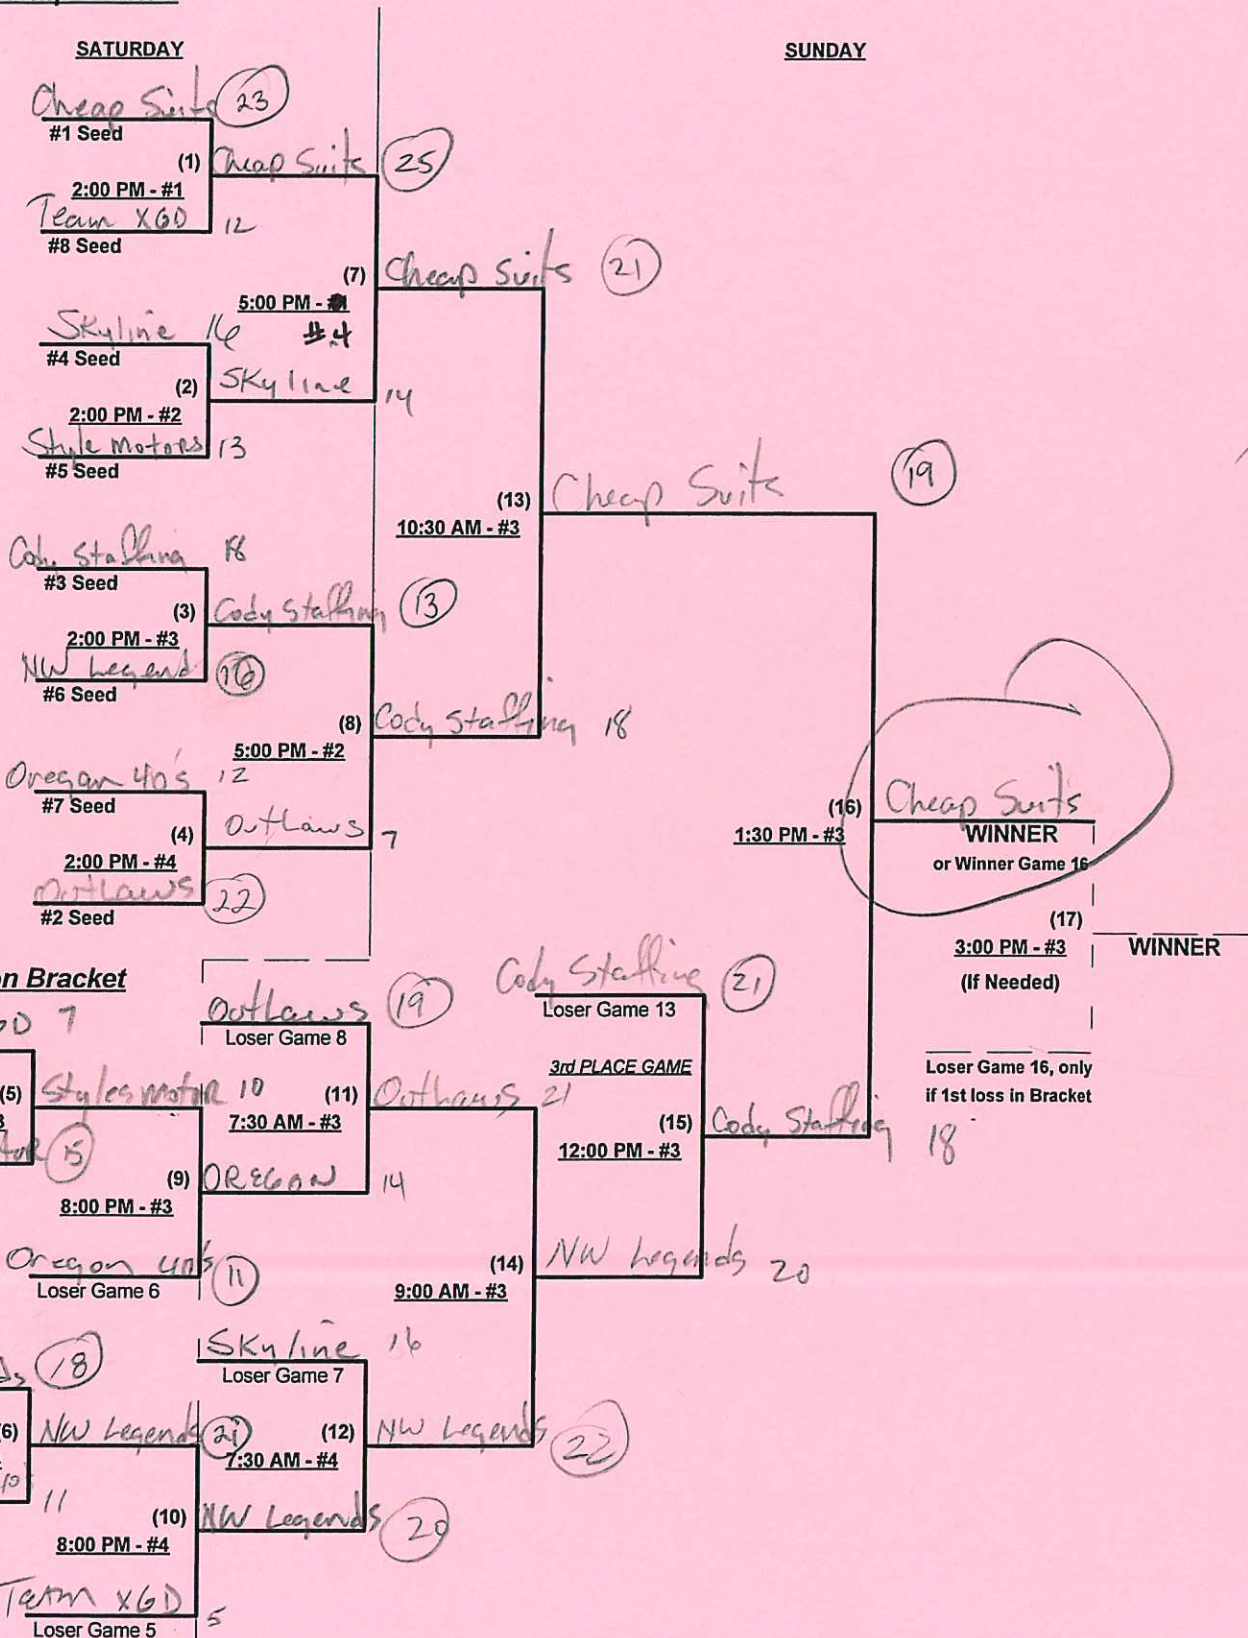 SATURDAY
SUNDAY
Cheap Suits 23
#1 Seed
(1) Cheap Suits 25
2:00 PM - #1
Team XGD 12
#8 Seed
(7) Cheap Suits 21
5:00 PM -
#4
Skyline 16
#4 Seed
(2) Skyline 14
2:00 PM - #2
Style Motors 13
#5 Seed
(13) Cheap Suits 19
10:30 AM - #3
Cody Staffing 18
#3 Seed
(3) Cody Staffing 13
2:00 PM - #3
NW Legend 16
#6 Seed
(8) Cody Staffing 18
5:00 PM - #2
Oregon 40's 12
#7 Seed
(4) Outlaws 7
2:00 PM - #4
Outlaws 22
#2 Seed
(16) Cheap Suits
1:30 PM - #3
WINNER
or Winner Game 16
(17)
3:00 PM - #3
(If Needed)
WINNER
Loser Game 16, only
if 1st loss in Bracket
n Bracket
GD 7
(5) Styles Motor 10
15
Outlaws 19
Loser Game 8
(11) Outlaws 21
7:30 AM - #3
(9) OREGON 14
8:00 PM - #3
Oregon 40's 11
Loser Game 6
Cody Staffing 21
Loser Game 13
3rd PLACE GAME
(15) Cody Staffing 18
12:00 PM - #3
(14) NW Legends 20
9:00 AM - #3
Skyline 16
Loser Game 7
ds 18
(6) NW Legends 21
11
(12) NW Legends 22
7:30 AM - #4
(10) NW Legends 20
8:00 PM - #4
Team XGD 5
Loser Game 5